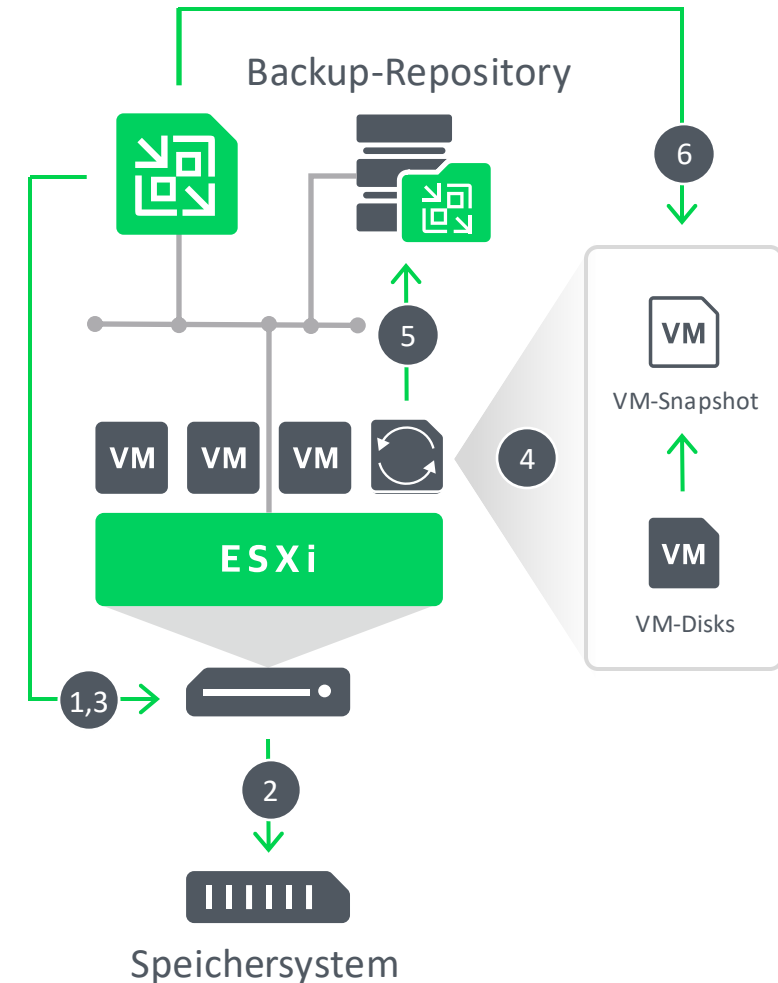 Backup-Repository
6
VM
5
VM-Snapshot
VM
VM
VM
4
VM
ESXi
VM-Disks
1,3
2
Speichersystem